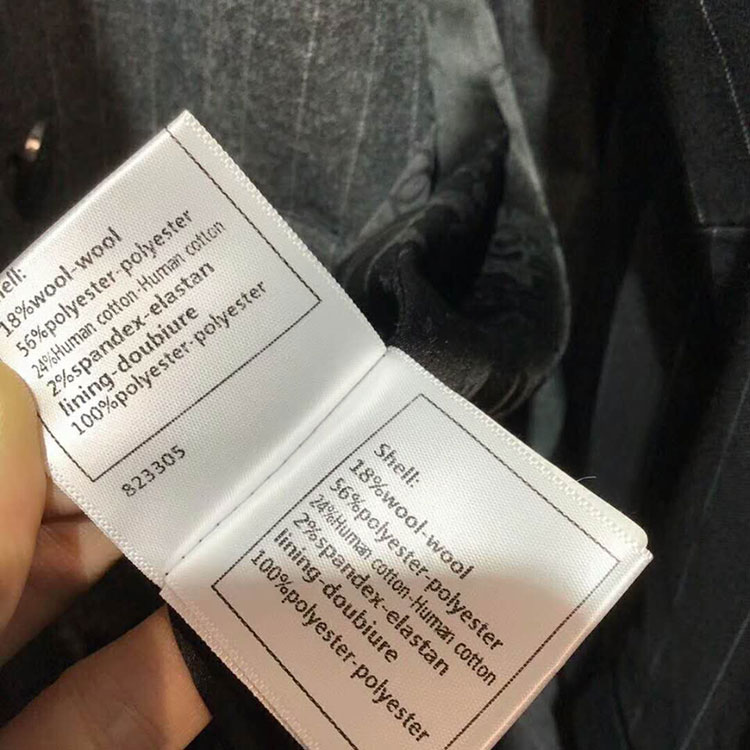 ell:
18%wool-wool
56%polyester-polyester
24%Human cotton-Human cotton
2%spandex-elastan
lining-doubiure
100%polyester-polyester
823305
Shell:
18%wool-wool
56%polyester-polyester
24%Human cotton-Human cotton
2%spandex-elastan
lining-doubiure
100%polyester-polyester